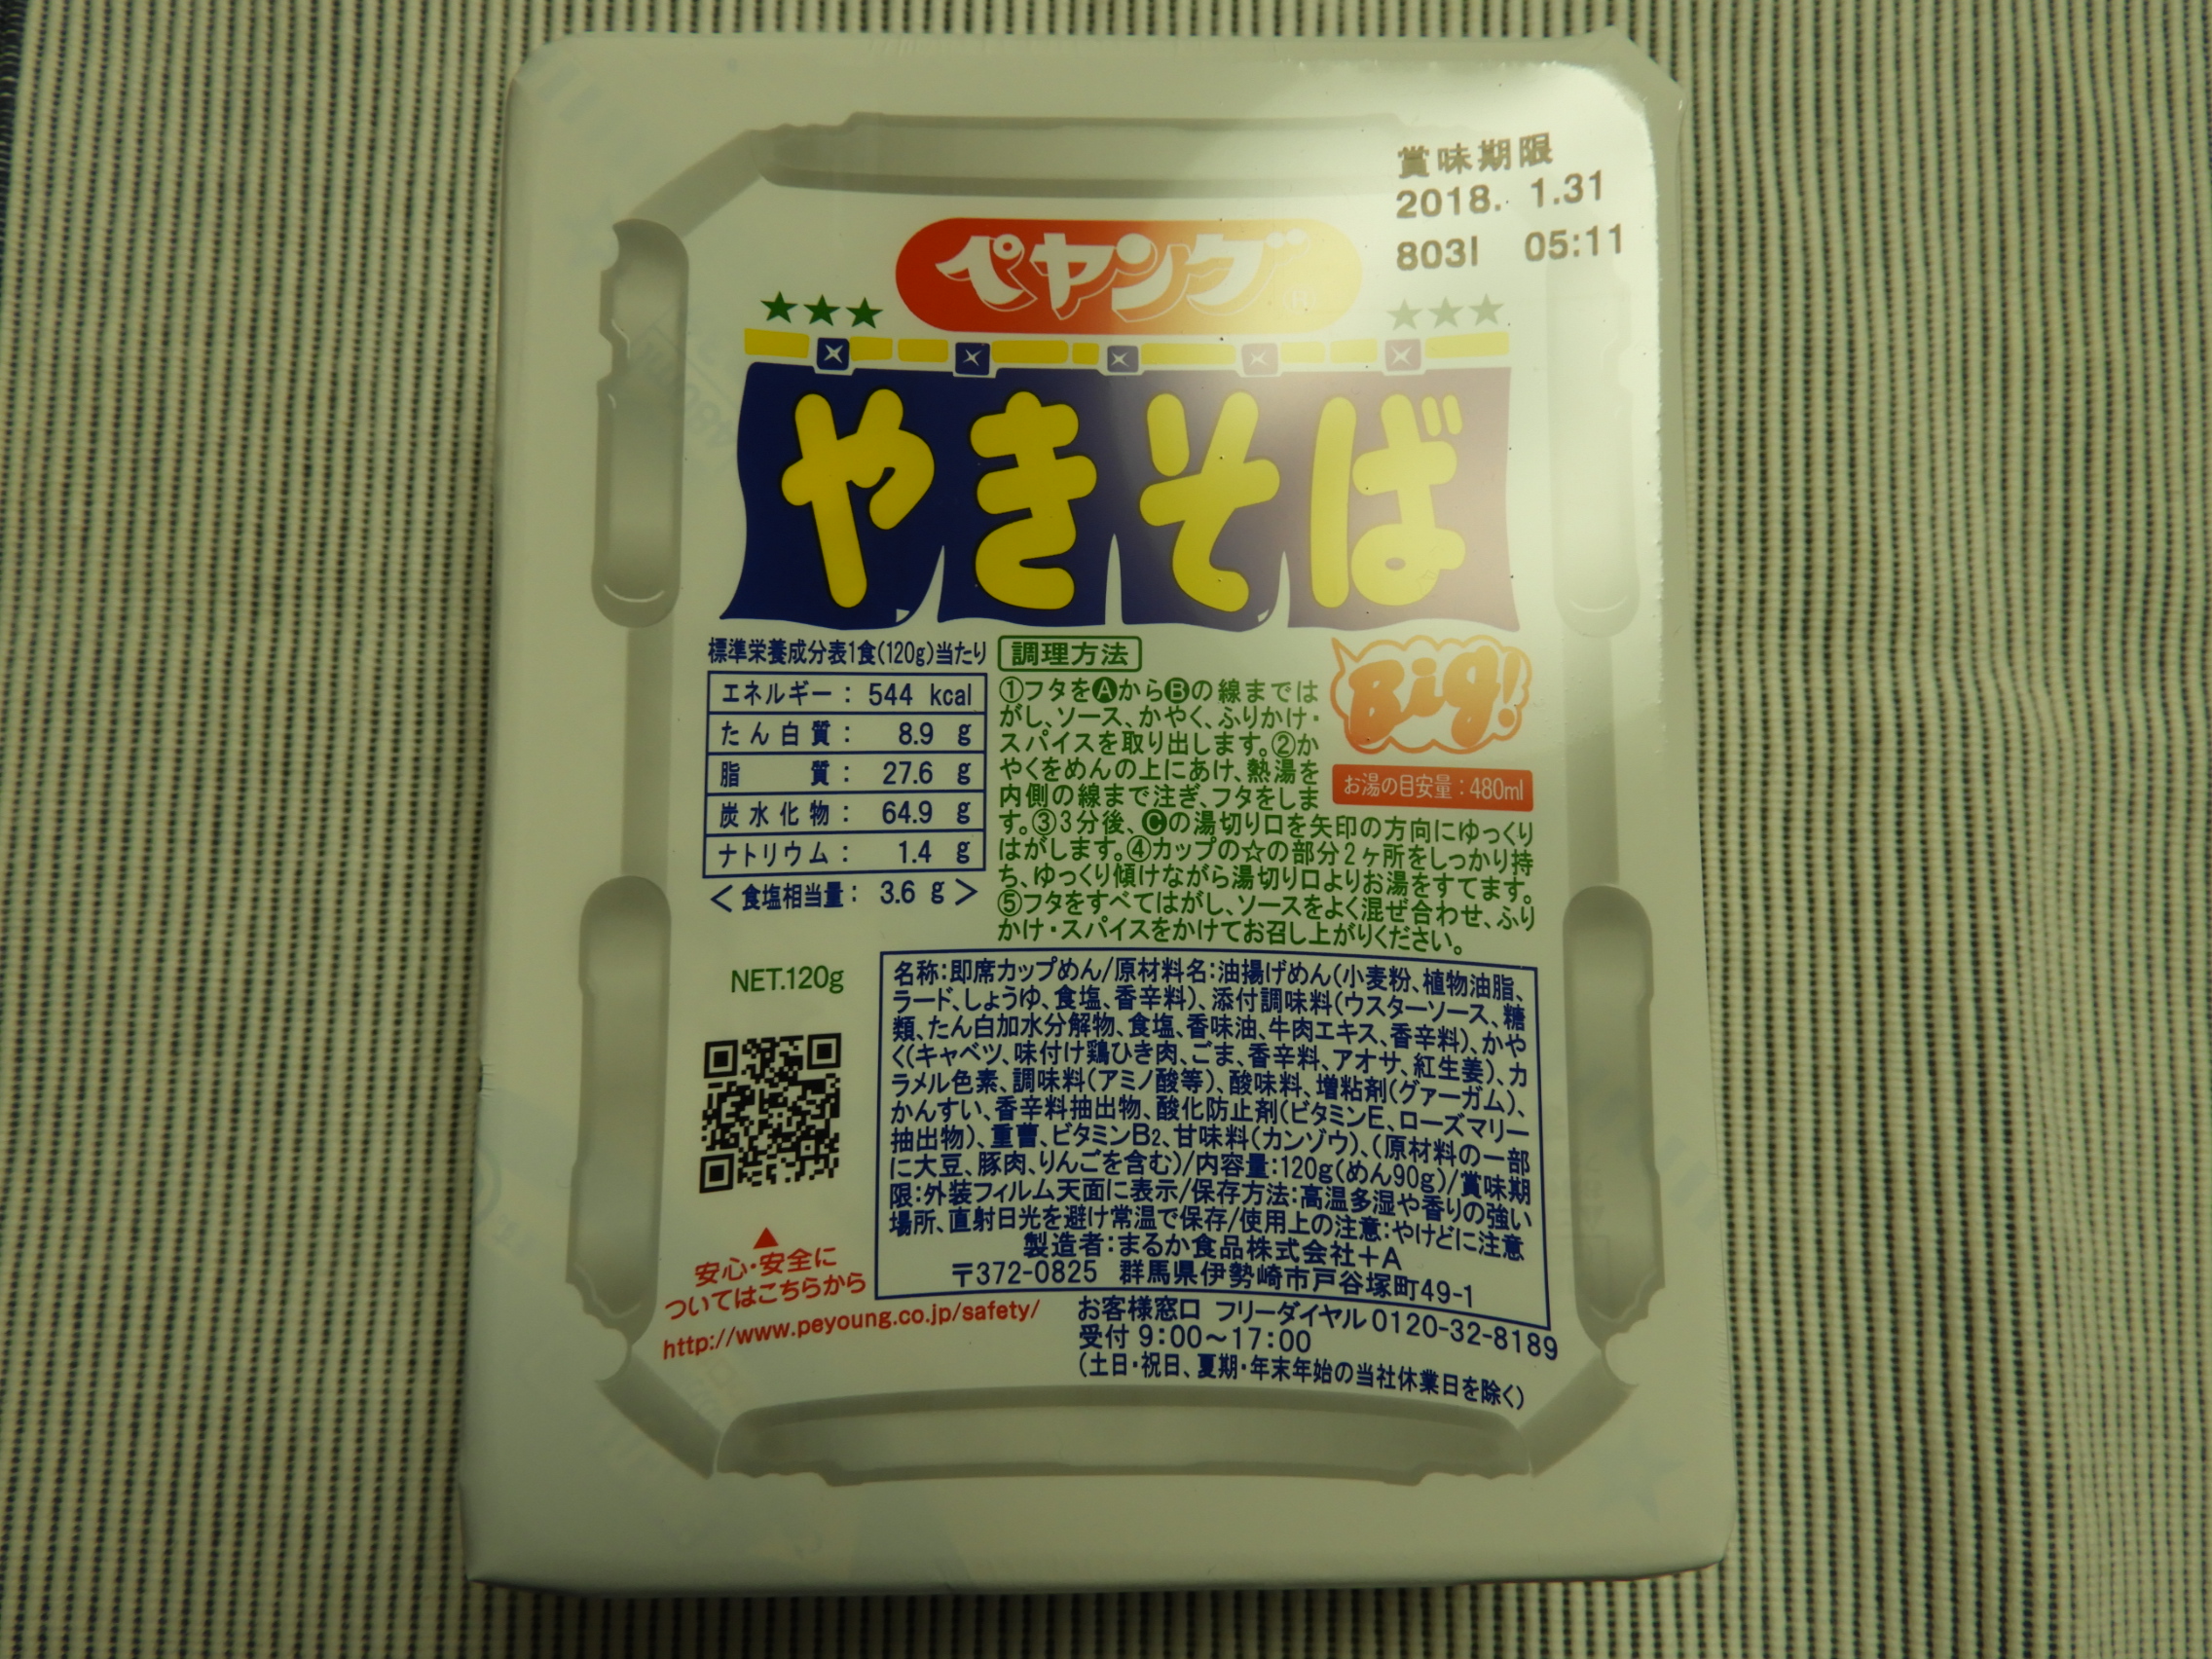 賞味期限
2018. 1.31
803I 05:11
ペヤング
やきそば
標準栄養成分表1食(120g)当たり
エネルギー: 544 kcal
たん白質: 8.9 g
脂質: 27.6 g
炭水化物: 64.9 g
ナトリウム: 1.4 g
<食塩相当量: 3.6 g>
調理方法
①フタをAからBの線までは
がし、ソース、かやく、ふりかけ・
スパイスを取り出します。②か
やくをめんの上にあけ、熱湯を
内側の線まで注ぎ、フタをしま
す。③3分後、Cの湯切り口を矢印の方向にゆっくり
はがします。④カップの☆の部分2ヶ所をしっかり持
ち、ゆっくり傾けながら湯切り口よりお湯をすてます。
⑤フタをすべてはがし、ソースをよく混ぜ合わせ、ふり
かけ・スパイスをかけてお召し上がりください。
Big!
お湯の目安量:480ml
NET.120g
名称:即席カップめん/原材料名:油揚げめん(小麦粉、植物油脂、
ラード、しょうゆ、食塩、香辛料)、添付調味料(ウスターソース、糖
類、たん白加水分解物、食塩、香味油、牛肉エキス、香辛料)、かや
く(キャベツ、味付け鶏ひき肉、ごま、香辛料、アオサ、紅生姜)、カ
ラメル色素、調味料(アミノ酸等)、酸味料、増粘剤(グァーガム)、
かんすい、香辛料抽出物、酸化防止剤(ビタミンE、ローズマリー
抽出物)、重曹、ビタミンB2、甘味料(カンゾウ)、(原材料の一部
に大豆、豚肉、りんごを含む)/内容量:120g(めん90g)/賞味期
限:外装フィルム天面に表示/保存方法:高温多湿や香りの強い
場所、直射日光を避け常温で保存/使用上の注意:やけどに注意
製造者:まるか食品株式会社+A
〒372-0825 群馬県伊勢崎市戸谷塚町49-1
安心・安全に
ついてはこちらから
http://www.peyoung.co.jp/safety/
お客様窓口 フリーダイヤル0120-32-8189
受付 9:00～17:00
(土日・祝日、夏期・年末年始の当社休業日を除く)